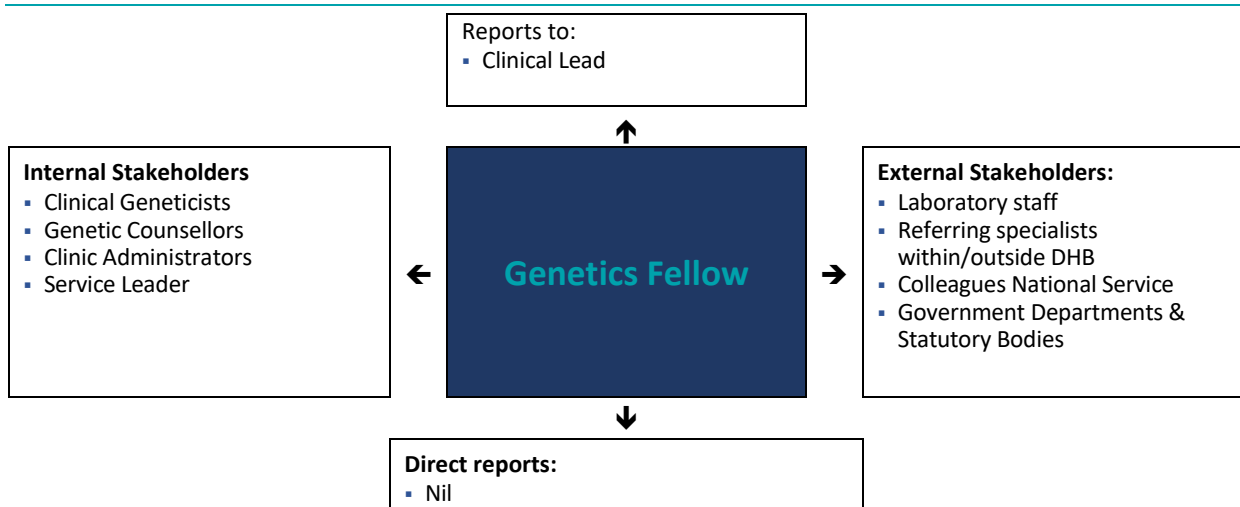 Reports to:
▪ Clinical Lead
Internal Stakeholders
▪ Clinical Geneticists
▪ Genetic Counsellors
▪ Clinic Administrators
▪ Service Leader
Genetics Fellow
External Stakeholders:
▪ Laboratory staff
▪ Referring specialists
within/outside DHB
▪ Colleagues National Service
▪ Government Departments &
Statutory Bodies
Direct reports:
▪ Nil